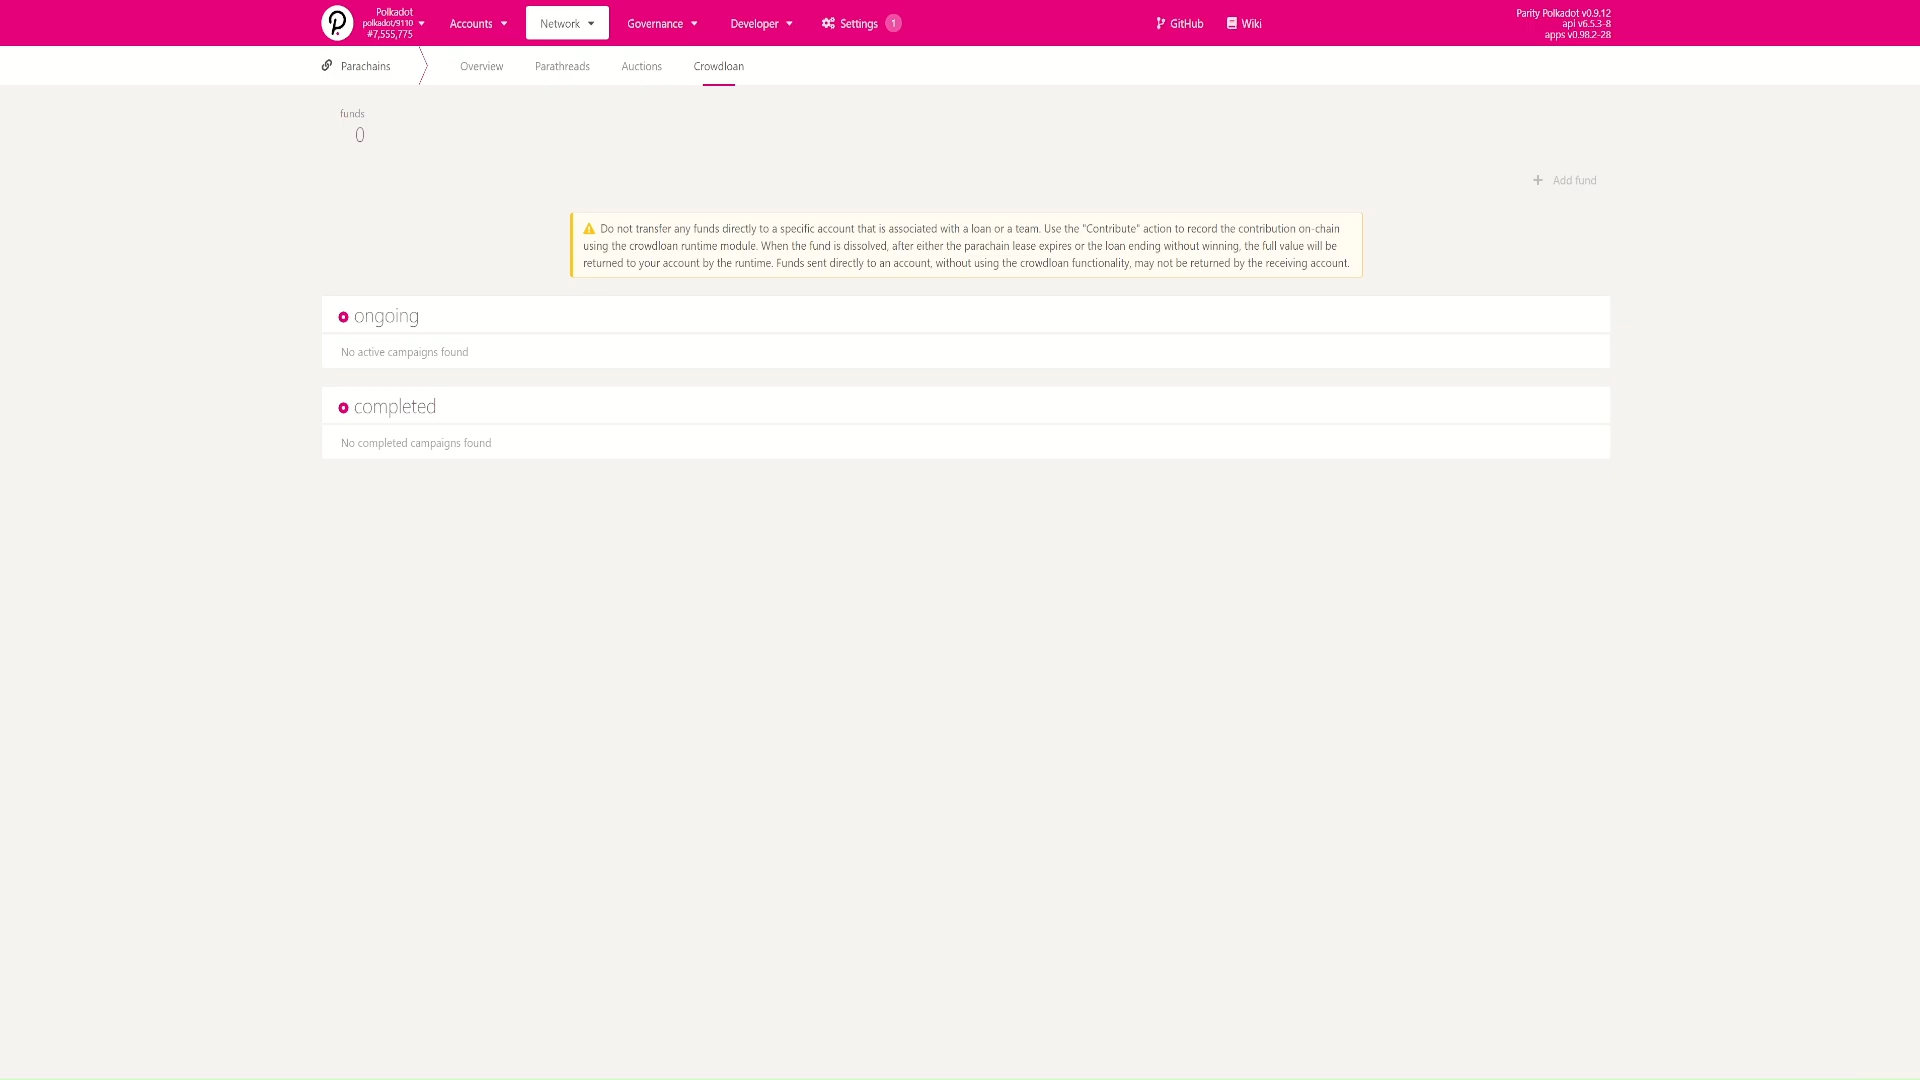 Polkadot
polkadot/9110
#7,555,775
Accounts
Network
Governance
Developer
Settings 1
GitHub
Wiki
Parity Polkadot v0.9.12
api v6.5.3-8
apps v0.98.2-28
Parachains
Overview
Parathreads
Auctions
Crowdloan
funds
0
+ Add fund
Do not transfer any funds directly to a specific account that is associated with a loan or a team. Use the "Contribute" action to record the contribution on-chain
using the crowdloan runtime module. When the fund is dissolved, after either the parachain lease expires or the loan ending without winning, the full value will be
returned to your account by the runtime. Funds sent directly to an account, without using the crowdloan functionality, may not be returned by the receiving account.
ongoing
No active campaigns found
completed
No completed campaigns found